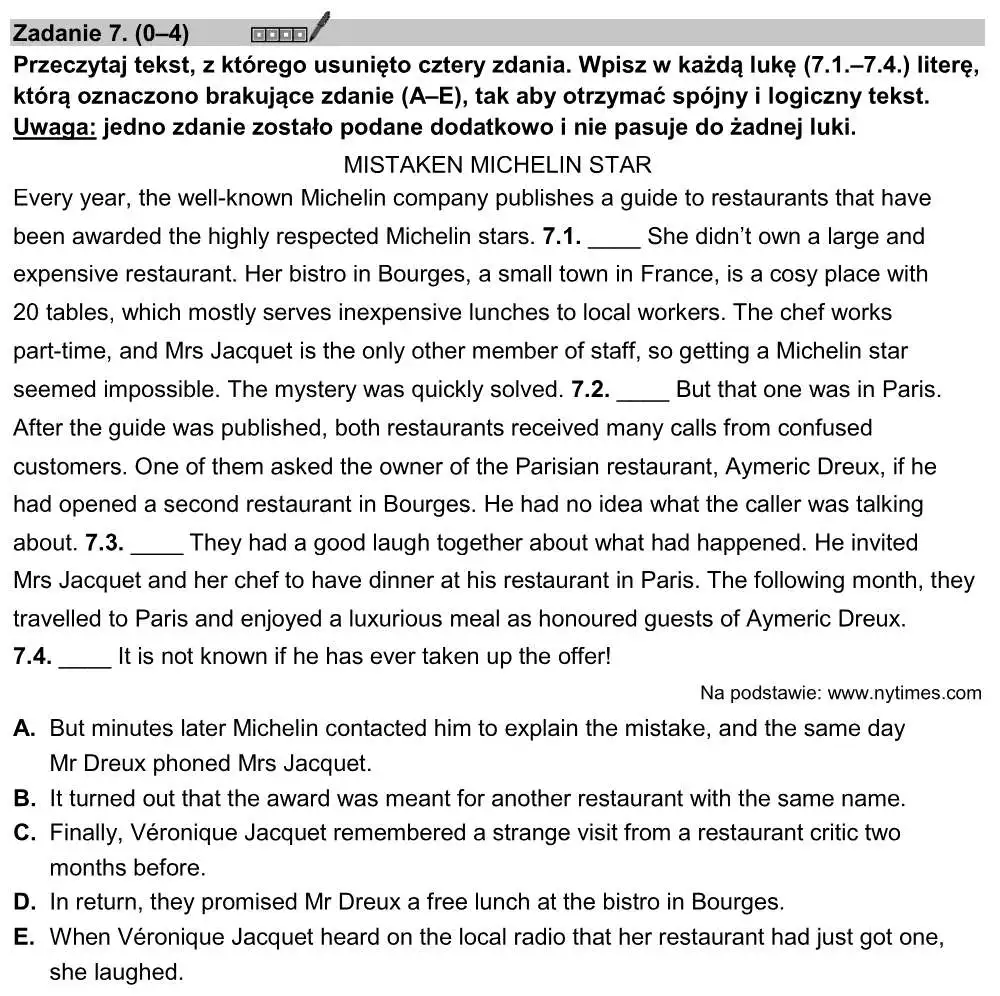 Zadanie 7. (0–4)
Przeczytaj tekst, z którego usunięto cztery zdania. Wpisz w każdą lukę (7.1.–7.4.) literę,
którą oznaczono brakujące zdanie (A–E), tak aby otrzymać spójny i logiczny tekst.
Uwaga: jedno zdanie zostało podane dodatkowo i nie pasuje do żadnej luki.
MISTAKEN MICHELIN STAR
Every year, the well-known Michelin company publishes a guide to restaurants that have
been awarded the highly respected Michelin stars. 7.1. ____ She didn’t own a large and
expensive restaurant. Her bistro in Bourges, a small town in France, is a cosy place with
20 tables, which mostly serves inexpensive lunches to local workers. The chef works
part-time, and Mrs Jacquet is the only other member of staff, so getting a Michelin star
seemed impossible. The mystery was quickly solved. 7.2. ____ But that one was in Paris.
After the guide was published, both restaurants received many calls from confused
customers. One of them asked the owner of the Parisian restaurant, Aymeric Dreux, if he
had opened a second restaurant in Bourges. He had no idea what the caller was talking
about. 7.3. ____ They had a good laugh together about what had happened. He invited
Mrs Jacquet and her chef to have dinner at his restaurant in Paris. The following month, they
travelled to Paris and enjoyed a luxurious meal as honoured guests of Aymeric Dreux.
7.4. ____ It is not known if he has ever taken up the offer!
Na podstawie: www.nytimes.com
A. But minutes later Michelin contacted him to explain the mistake, and the same day
Mr Dreux phoned Mrs Jacquet.
B. It turned out that the award was meant for another restaurant with the same name.
C. Finally, Véronique Jacquet remembered a strange visit from a restaurant critic two
months before.
D. In return, they promised Mr Dreux a free lunch at the bistro in Bourges.
E. When Véronique Jacquet heard on the local radio that her restaurant had just got one,
she laughed.